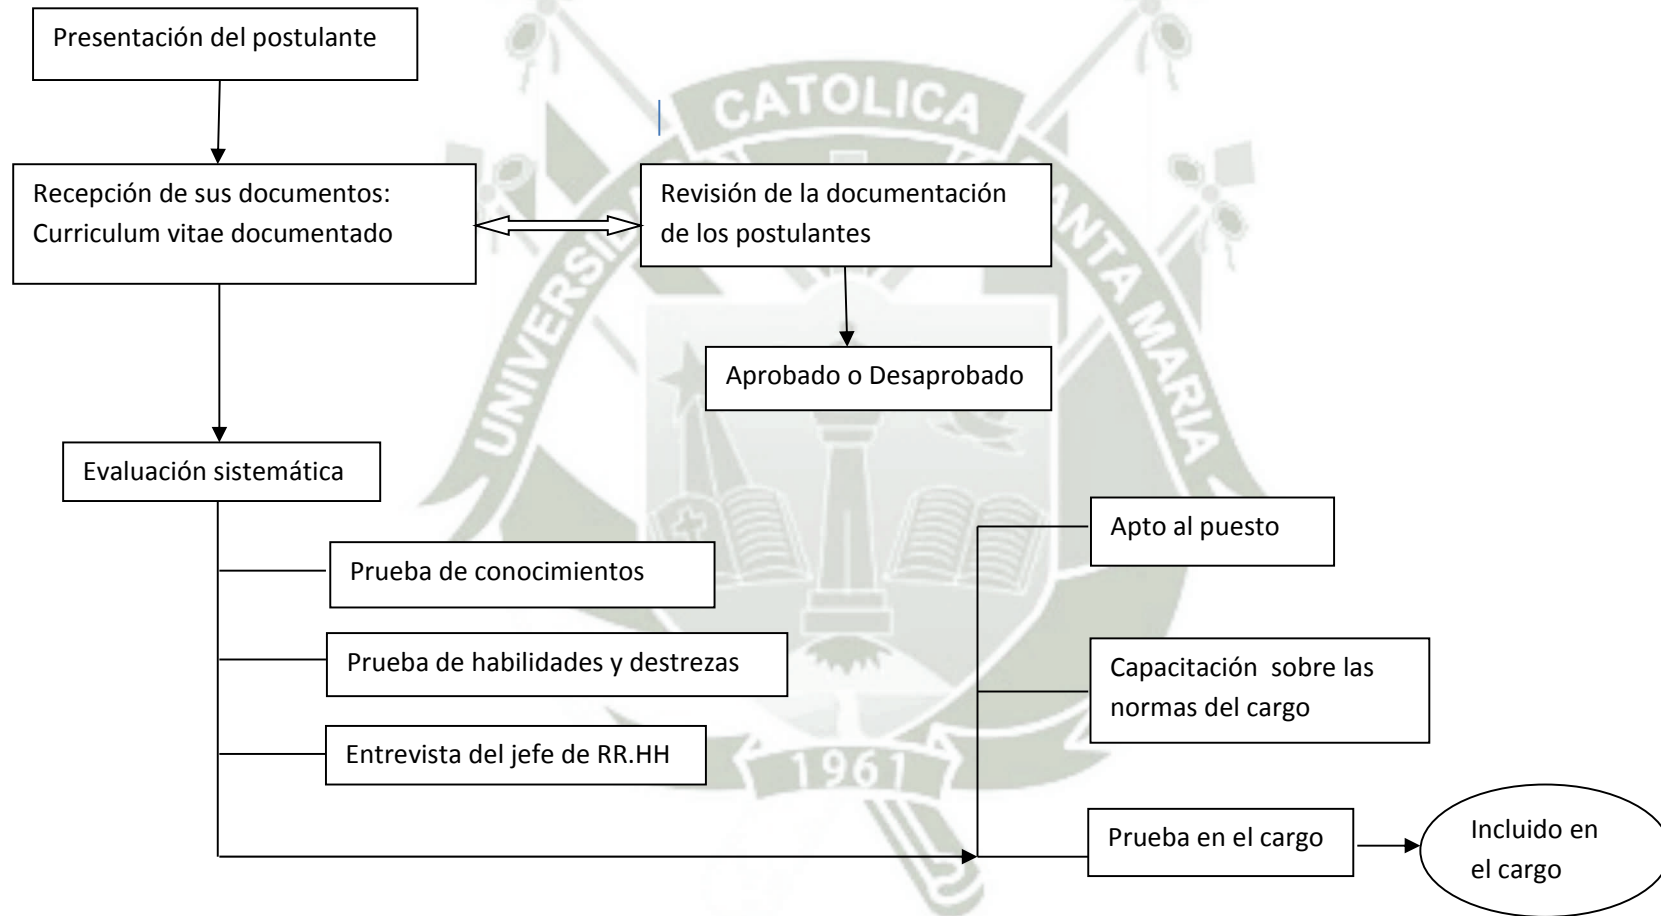 Presentación del postulante
Recepción de sus documentos:
Curriculum vitae documentado
Revisión de la documentación
de los postulantes
Aprobado o Desaprobado
Evaluación sistemática
Prueba de conocimientos
Prueba de habilidades y destrezas
Entrevista del jefe de RR.HH
Apto al puesto
Capacitación  sobre las
normas del cargo
Prueba en el cargo
Incluido en
el cargo
UNIVERSIDAD CATOLICA SANTA MARIA
1961